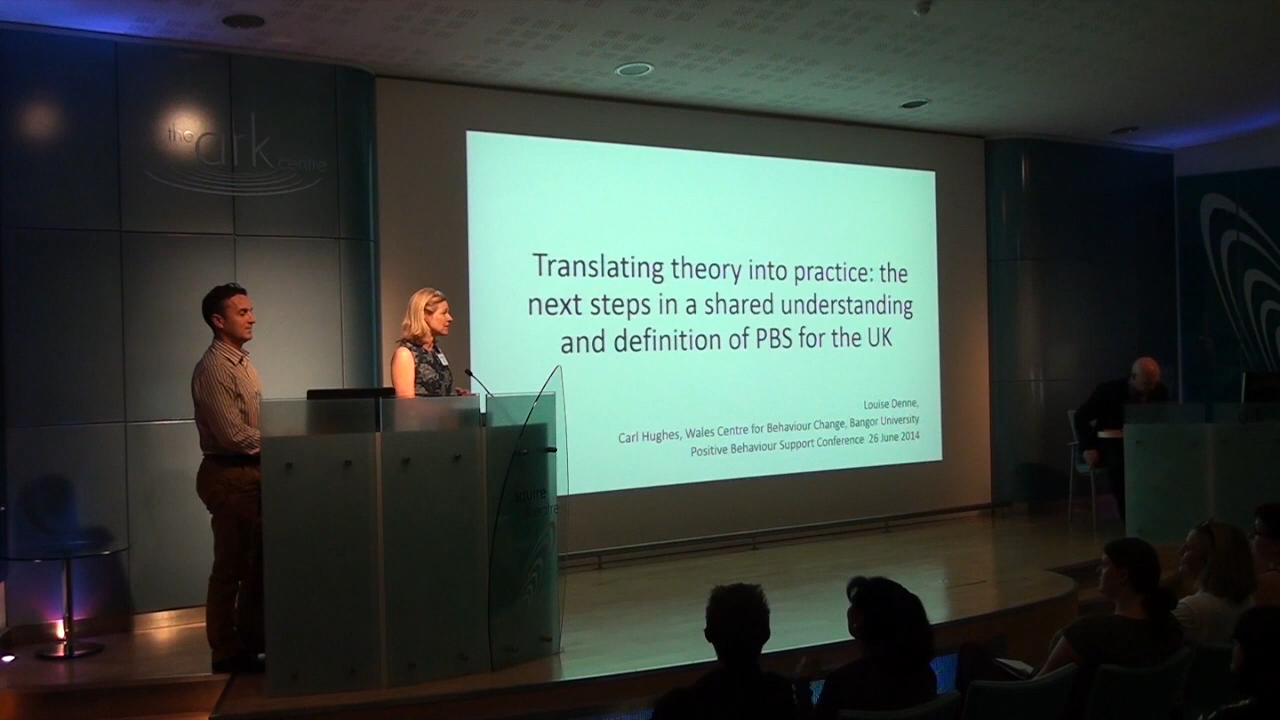 the ark centre
Translating theory into practice: the
next steps in a shared understanding
and definition of PBS for the UK
Louise Denne,
Carl Hughes, Wales Centre for Behaviour Change, Bangor University
Positive Behaviour Support Conference 26 June 2014